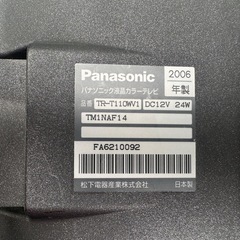 Panasonic
2006
年製
パナソニック液晶カラーテレビ
品番 TR-T110WV1 DC12V 24W
TM1NAF14
FA6210092
松下電器産業株式会社 日本製